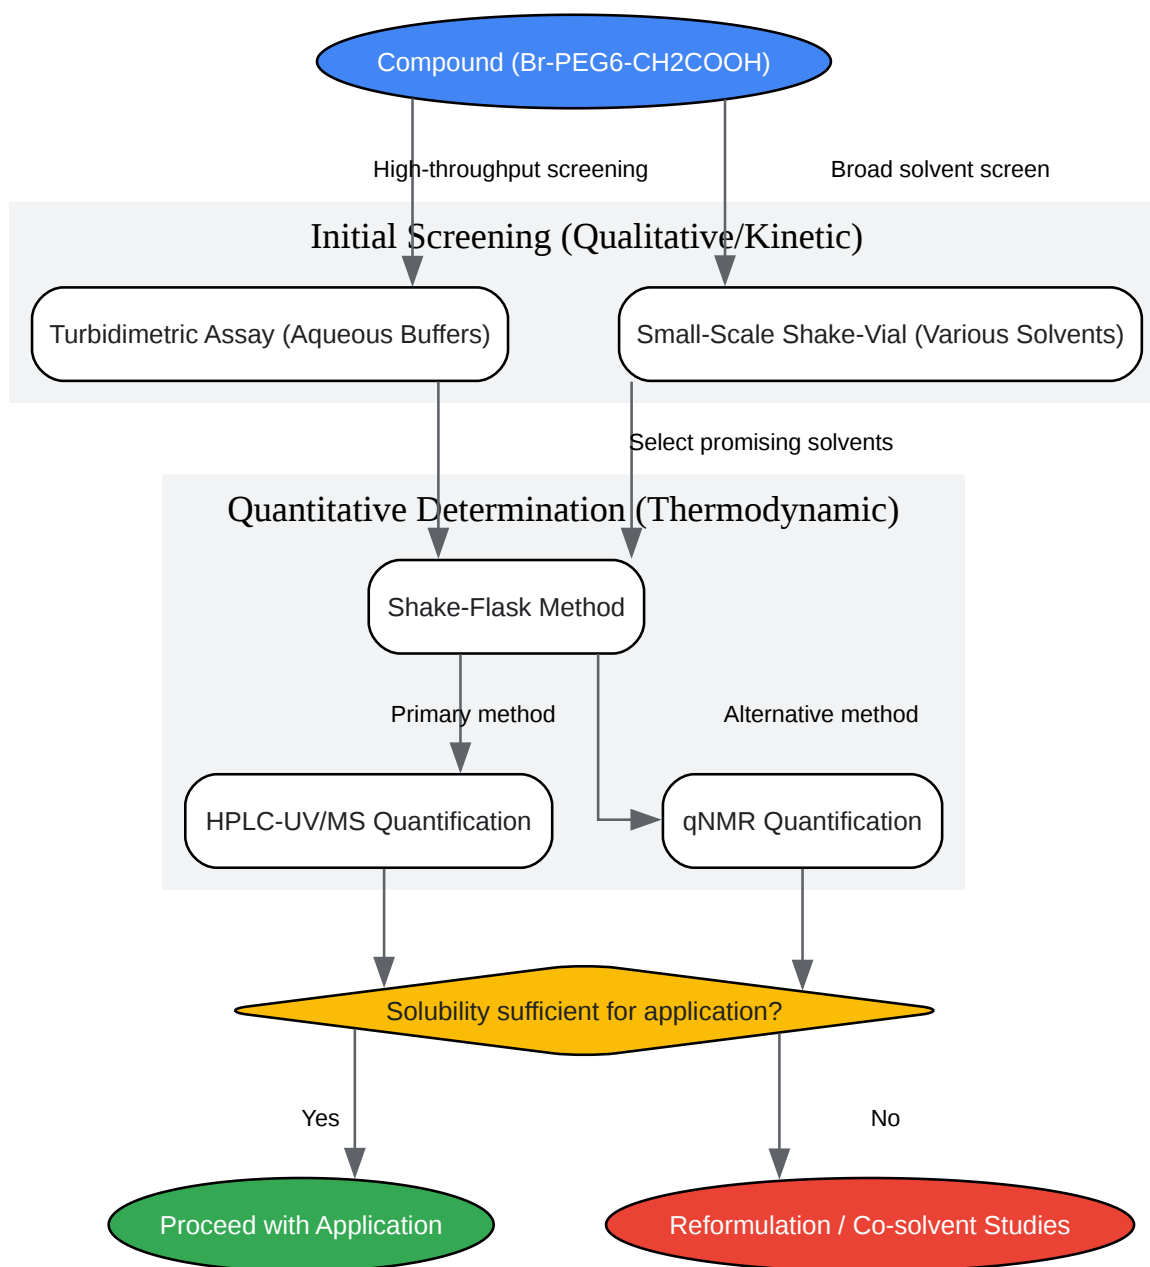 Compound (Br-PEG6-CH2COOH)
High-throughput screening
Broad solvent screen
Initial Screening (Qualitative/Kinetic)
Turbidimetric Assay (Aqueous Buffers)
Small-Scale Shake-Vial (Various Solvents)
Select promising solvents
Quantitative Determination (Thermodynamic)
Shake-Flask Method
Primary method
Alternative method
HPLC-UV/MS Quantification
qNMR Quantification
Solubility sufficient for application?
Yes
No
Proceed with Application
Reformulation / Co-solvent Studies